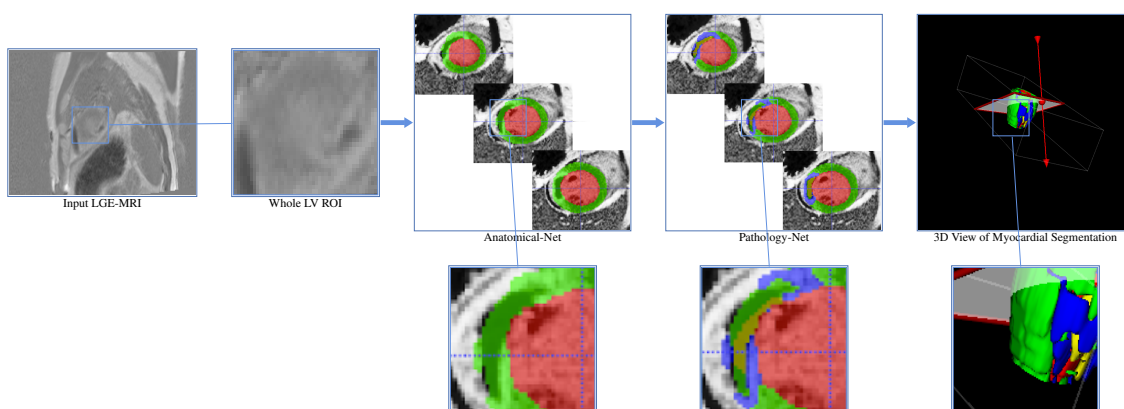 Input LGE-MRI
Whole LV ROI
Anatomical-Net
Pathology-Net
3D View of Myocardial Segmentation